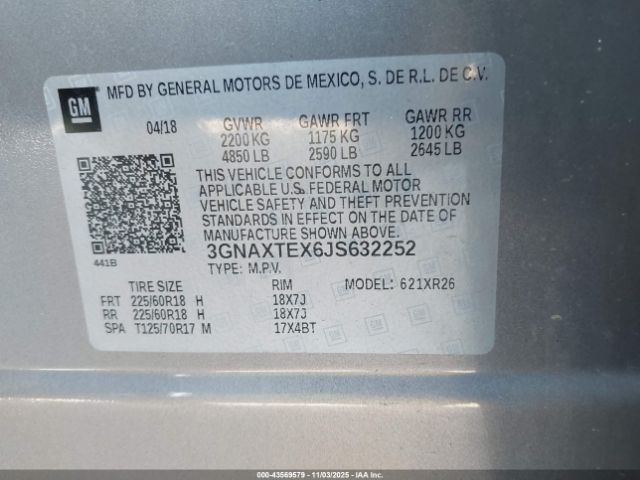 MFD BY GENERAL MOTORS DE MEXICO, S. DE R.L. DE C.V.
GM
04/18 GVWR GAWR FRT GAWR RR
2200 KG 1175 KG 1200 KG
4850 LB 2590 LB 2645 LB
THIS VEHICLE CONFORMS TO ALL
APPLICABLE U.S. FEDERAL MOTOR
VEHICLE SAFETY AND THEFT PREVENTION
STANDARDS IN EFFECT ON THE DATE OF
MANUFACTURE SHOWN ABOVE.
3GNAXTEX6JS632252
441B
TYPE: M.P.V.
TIRE SIZE RIM MODEL: 621XR26
FRT 225/60R18 H 18X7J
RR 225/60R18 H 18X7J
SPA T125/70R17 M 17X4BT
000-43569579 - 11/03/2025 - IAAI.com